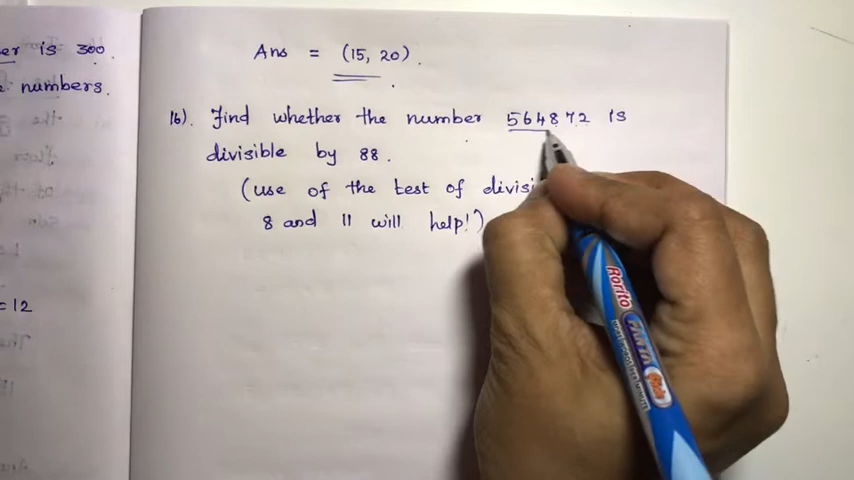 er is 300
numbers.
=12
Ans = (15, 20).
16). Find whether the number 564872 is
divisible by 88.
(use of the test of
8 and 11 will help!)
Rorito